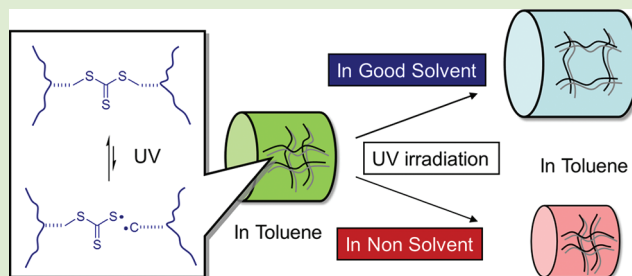 S S
S
UV
S S• •C
S
In Toluene
In Good Solvent
UV irradiation
In Non Solvent
In Toluene